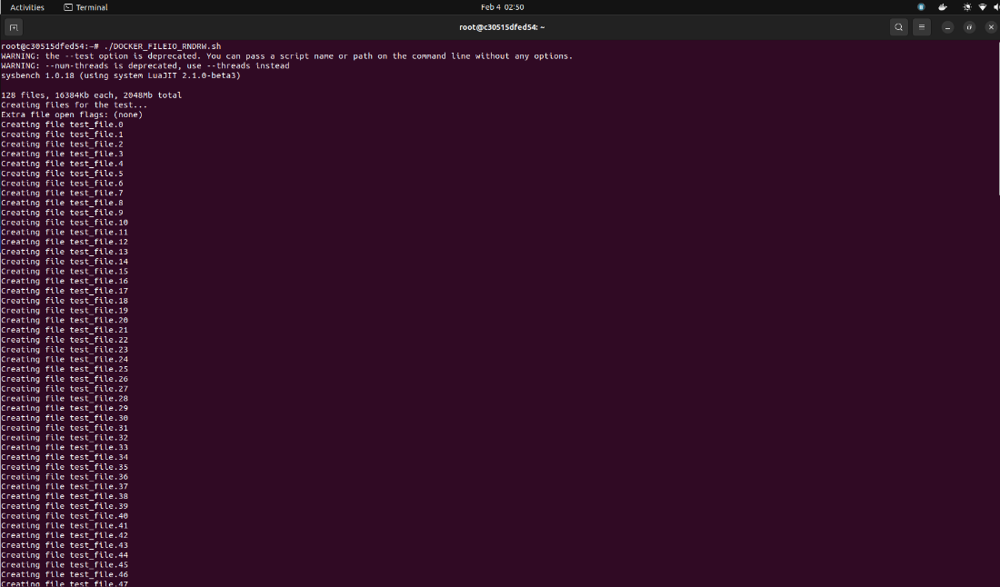 Activities
Terminal
Feb 4 02:50
root@c30515dfed54: ~
root@c30515dfed54:~# ./DOCKER_FILEIO_RNDRW.sh
WARNING: the --test option is deprecated. You can pass a script name or path on the command line without any options.
WARNING: --num-threads is deprecated, use --threads instead
sysbench 1.0.18 (using system LuaJIT 2.1.0-beta3)
128 files, 16384Kb each, 2048Mb total
Creating files for the test...
Extra file open flags: (none)
Creating file test_file.0
Creating file test_file.1
Creating file test_file.2
Creating file test_file.3
Creating file test_file.4
Creating file test_file.5
Creating file test_file.6
Creating file test_file.7
Creating file test_file.8
Creating file test_file.9
Creating file test_file.10
Creating file test_file.11
Creating file test_file.12
Creating file test_file.13
Creating file test_file.14
Creating file test_file.15
Creating file test_file.16
Creating file test_file.17
Creating file test_file.18
Creating file test_file.19
Creating file test_file.20
Creating file test_file.21
Creating file test_file.22
Creating file test_file.23
Creating file test_file.24
Creating file test_file.25
Creating file test_file.26
Creating file test_file.27
Creating file test_file.28
Creating file test_file.29
Creating file test_file.30
Creating file test_file.31
Creating file test_file.32
Creating file test_file.33
Creating file test_file.34
Creating file test_file.35
Creating file test_file.36
Creating file test_file.37
Creating file test_file.38
Creating file test_file.39
Creating file test_file.40
Creating file test_file.41
Creating file test_file.42
Creating file test_file.43
Creating file test_file.44
Creating file test_file.45
Creating file test_file.46
Creating file test_file.47